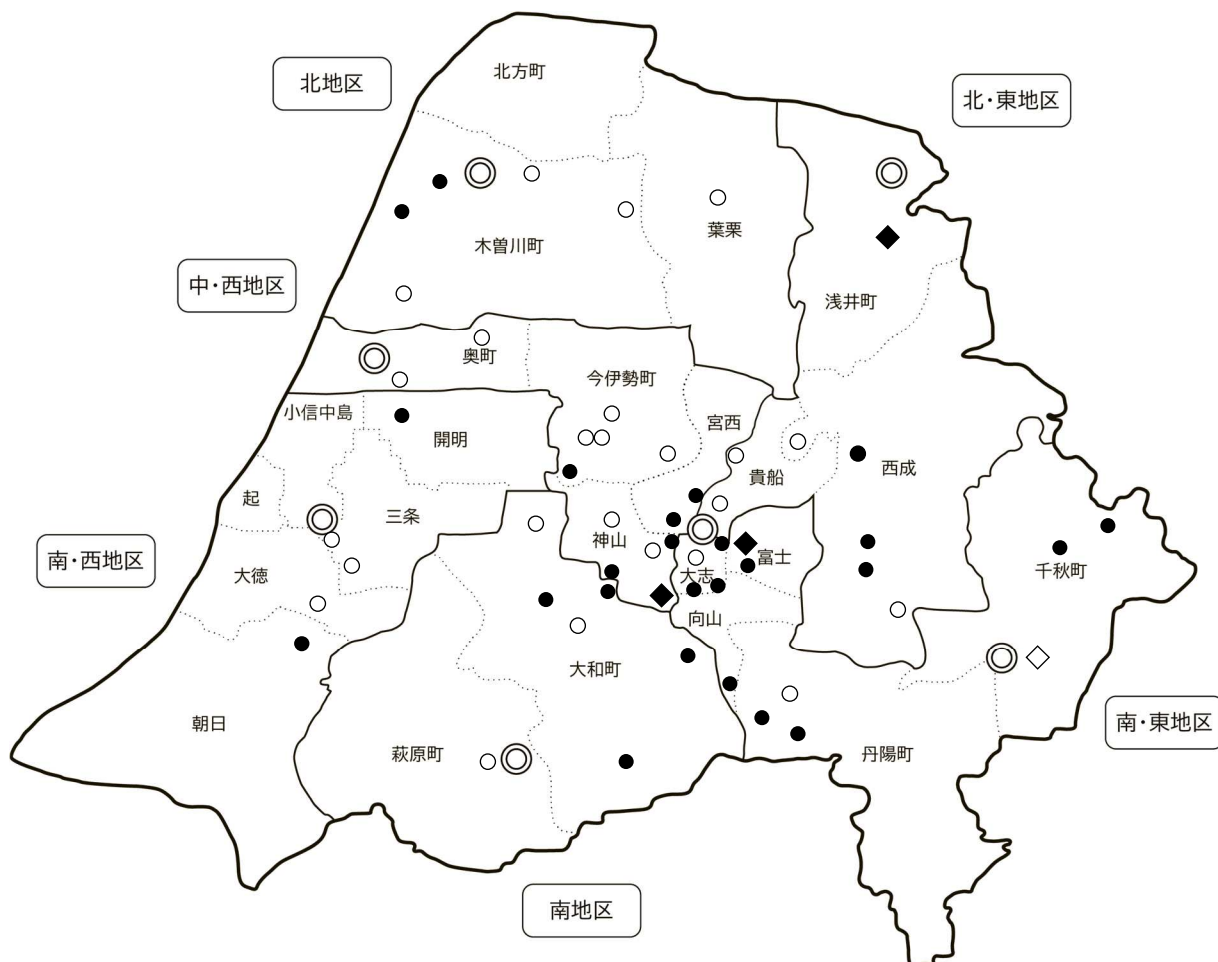 北方町
北地区
北・東地区
葉栗
木曽川町
中・西地区
浅井町
奥町
今伊勢町
小信中島
宮西
開明
貴船
西成
起
三条
神山
富士
南・西地区
千秋町
大徳
大志
向山
大和町
南・東地区
朝日
萩原町
丹陽町
南地区